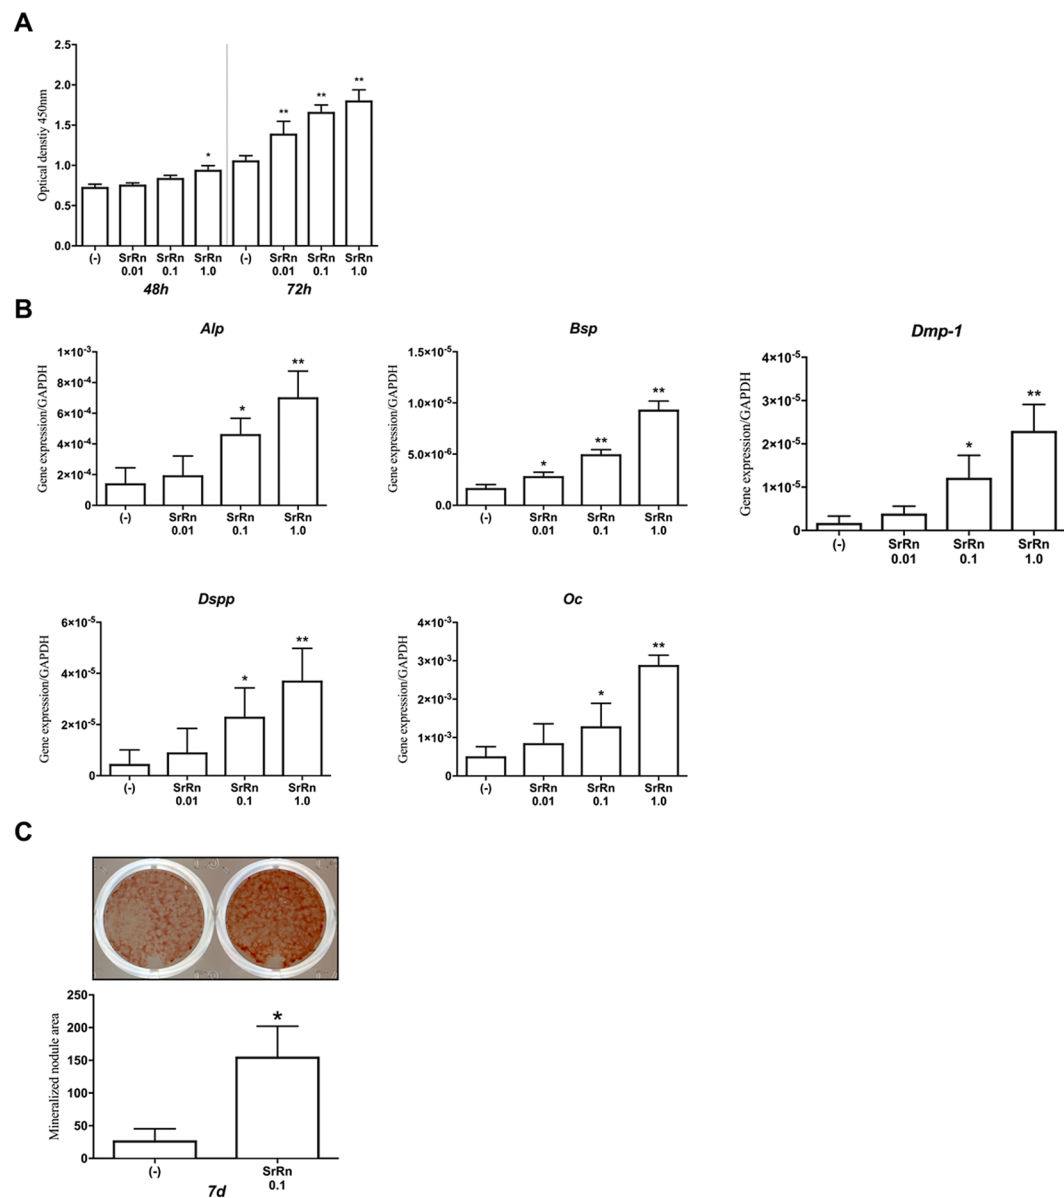 A
Optical denstiy 450nm
2.5
2.0
1.5
1.0
0.5
0.0
* ** ** **
(-) SrRn SrRn SrRn (-) SrRn SrRn SrRn
0.01 0.1 1.0 0.01 0.1 1.0
48h 72h
B
Alp
Gene expression/GAPDH
1×10-3
8×10-4
6×10-4
4×10-4
2×10-4
0
* **
(-) SrRn SrRn SrRn
0.01 0.1 1.0
Bsp
Gene expression/GAPDH
1.5×10-5
1.0×10-5
5.0×10-6
0.0
* ** **
(-) SrRn SrRn SrRn
0.01 0.1 1.0
Dmp-1
Gene expression/GAPDH
4×10-5
3×10-5
2×10-5
1×10-5
0
* **
(-) SrRn SrRn SrRn
0.01 0.1 1.0
Dspp
Gene expression/GAPDH
6×10-5
4×10-5
2×10-5
0
* **
(-) SrRn SrRn SrRn
0.01 0.1 1.0
Oc
Gene expression/GAPDH
4×10-3
3×10-3
2×10-3
1×10-3
0
* **
(-) SrRn SrRn SrRn
0.01 0.1 1.0
C
Mineralized nodule area
250
200
150
100
50
0
*
(-) SrRn
0.1
7d